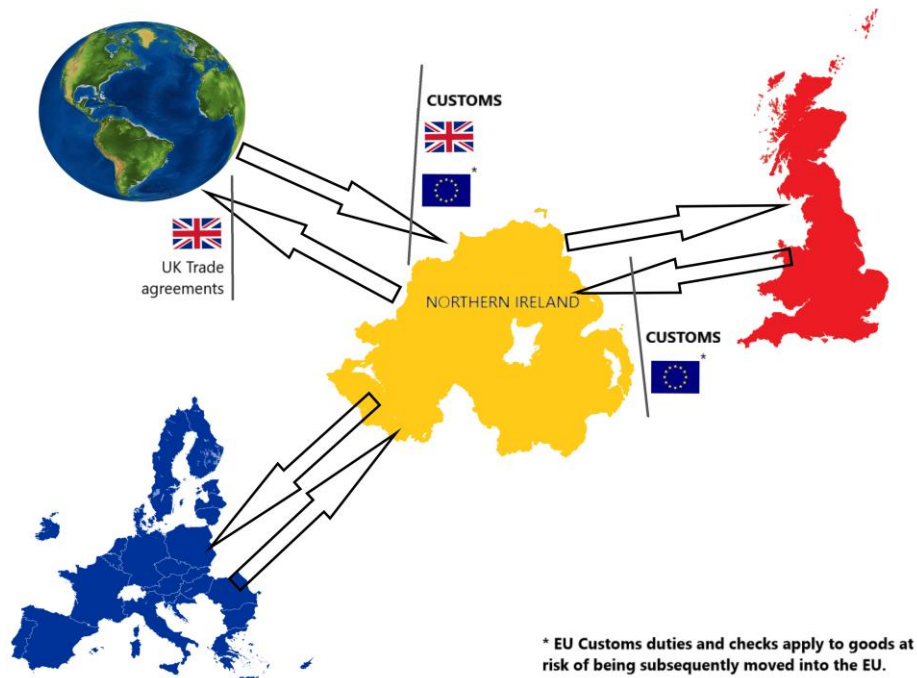 CUSTOMS
*
UK Trade
agreements
NORTHERN IRELAND
CUSTOMS
*
* EU Customs duties and checks apply to goods at
risk of being subsequently moved into the EU.